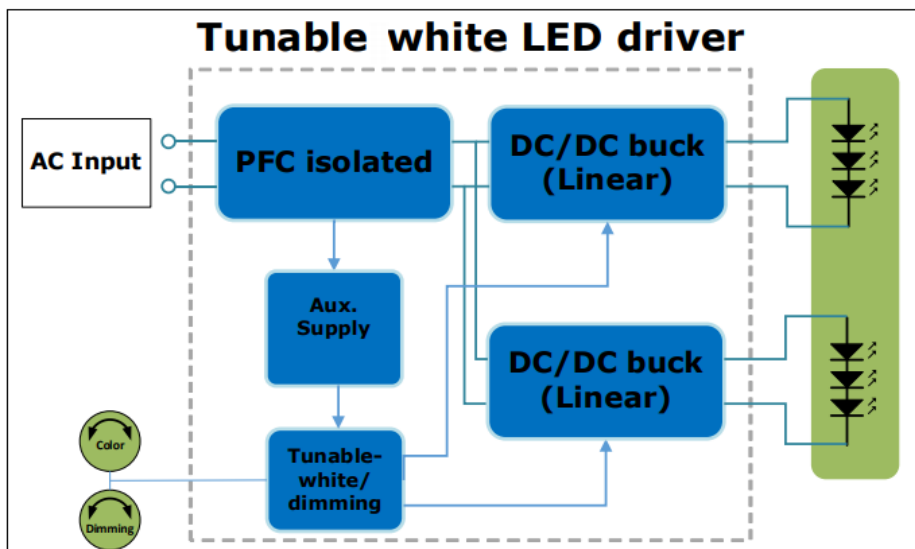 Tunable white LED driver
AC Input
PFC isolated
DC/DC buck
(Linear)
Aux.
Supply
DC/DC buck
(Linear)
Color
Tunable-
white/
dimming
Dimming